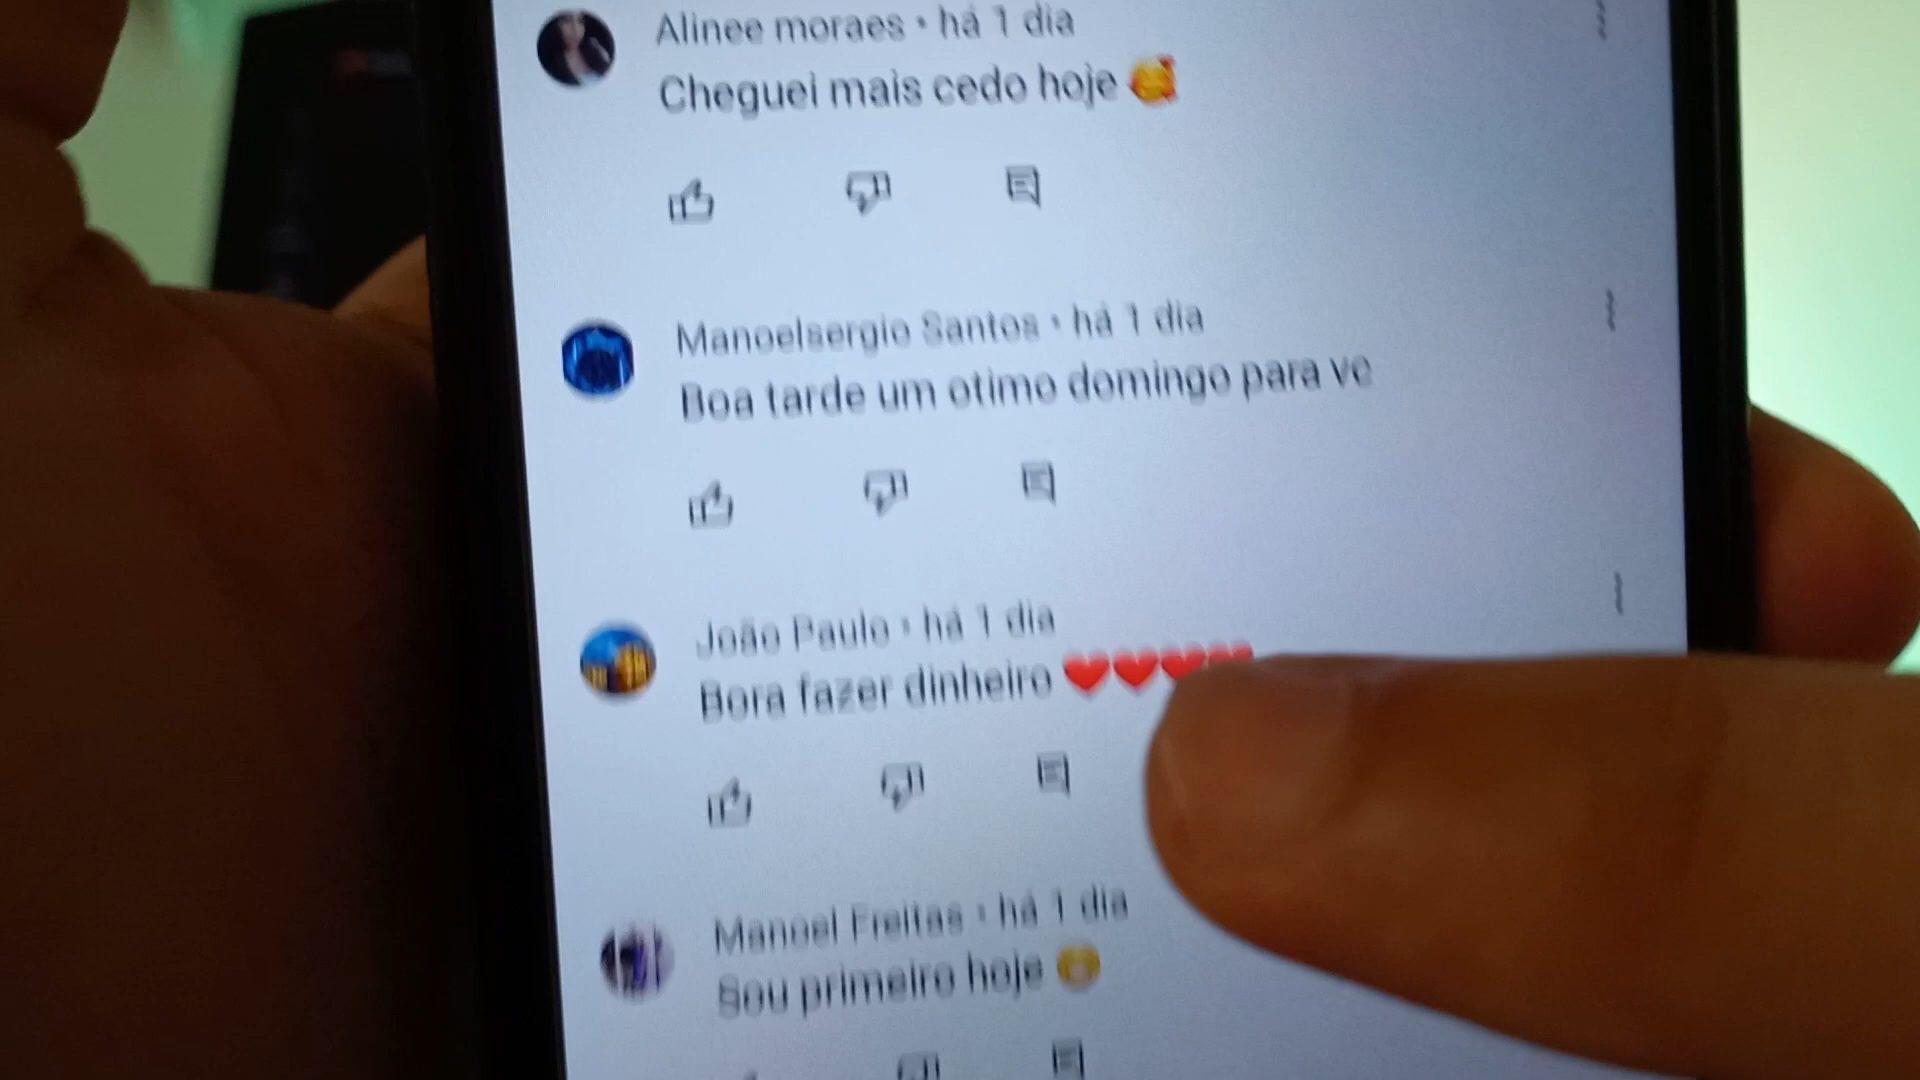 Alinee moraes • há 1 dia
Cheguei mais cedo hoje 🥰
Manoelsergio Santos • há 1 dia
Boa tarde um otimo domingo para ve
João Paulo • há 1 dia
Bora fazer dinheiro ❤️❤️❤️❤️
Manoel Freitas • há 1 dia
Sou primeiro hoje